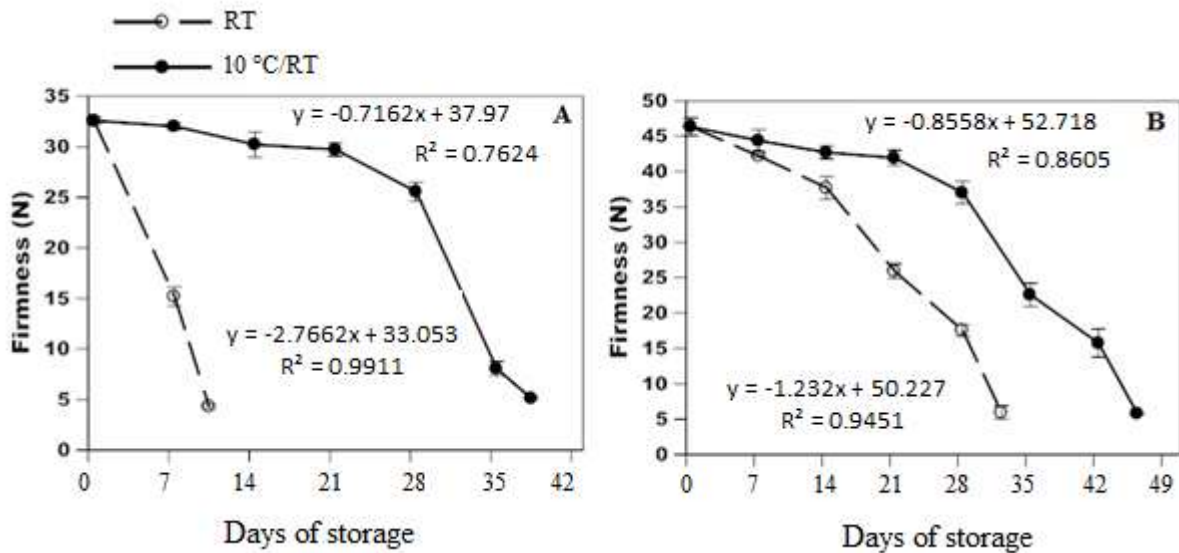 RT
10 °C/RT
A
y = -0.7162x + 37.97
R² = 0.7624
y = -2.7662x + 33.053
R² = 0.9911
Firmness (N)
35
30
25
20
15
10
5
0
0 7 14 21 28 35 42
Days of storage
B
y = -0.8558x + 52.718
R² = 0.8605
y = -1.232x + 50.227
R² = 0.9451
Firmness (N)
50
45
40
35
30
25
20
15
10
5
0
0 7 14 21 28 35 42 49
Days of storage